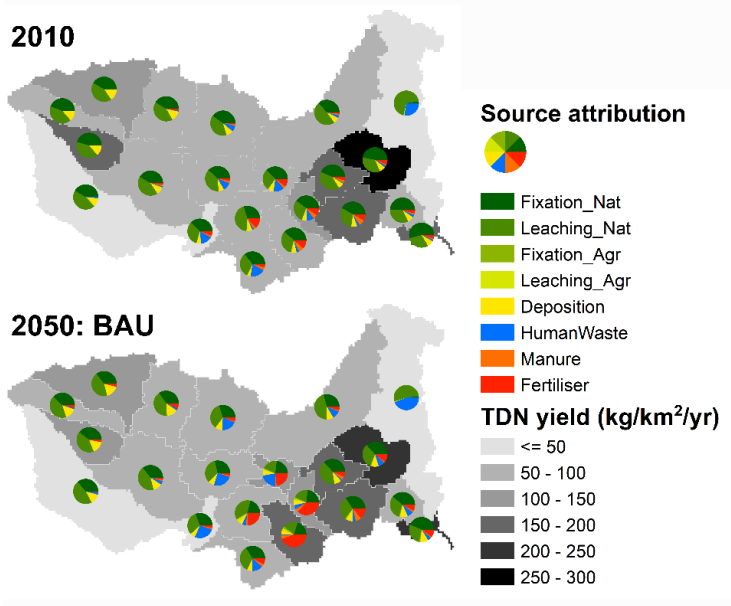 2010
2050: BAU
Source attribution
Fixation_Nat
Leaching_Nat
Fixation_Agr
Leaching_Agr
Deposition
HumanWaste
Manure
Fertiliser
TDN yield (kg/km²/yr)
<= 50
50 - 100
100 - 150
150 - 200
200 - 250
250 - 300